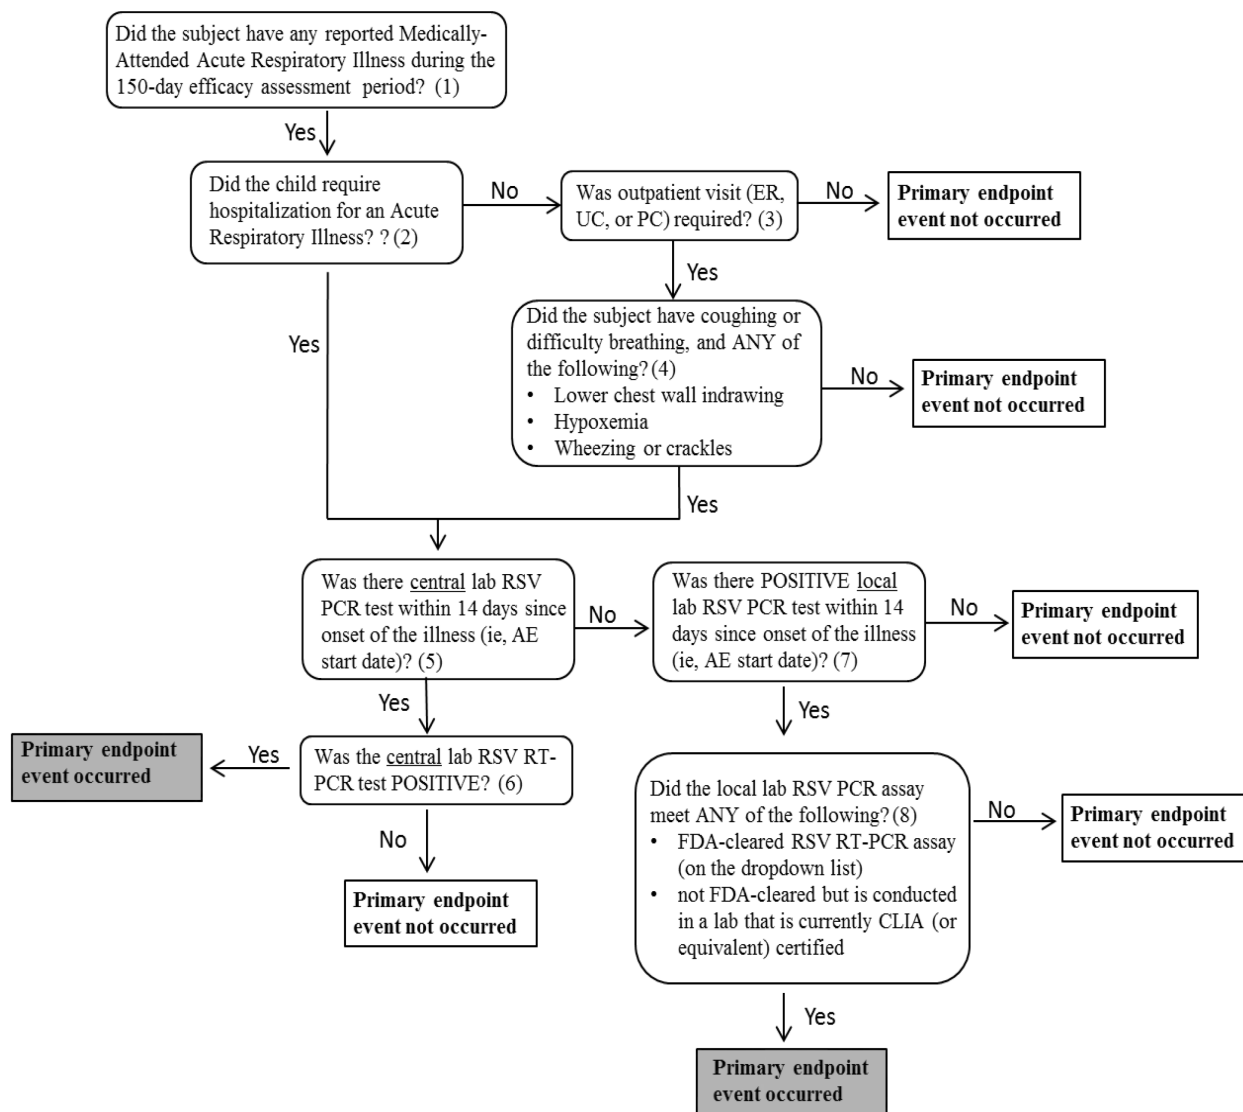 Did the subject have any reported Medically-
Attended Acute Respiratory Illness during the
150-day efficacy assessment period? (1)
Yes
Did the child require
hospitalization for an Acute
Respiratory Illness? ? (2)
No
Was outpatient visit (ER,
UC, or PC) required? (3)
No
Primary endpoint
event not occurred
Yes
Yes
Did the subject have coughing or
difficulty breathing, and ANY of
the following? (4)
• Lower chest wall indrawing
• Hypoxemia
• Wheezing or crackles
No
Primary endpoint
event not occurred
Yes
Was there central lab RSV
PCR test within 14 days since
onset of the illness (ie, AE
start date)? (5)
No
Was there POSITIVE local
lab RSV PCR test within 14
days since onset of the illness
(ie, AE start date)? (7)
No
Primary endpoint
event not occurred
Yes
Yes
Primary endpoint
event occurred
Yes
Was the central lab RSV RT-
PCR test POSITIVE? (6)
No
Primary endpoint
event not occurred
Did the local lab RSV PCR assay
meet ANY of the following? (8)
• FDA-cleared RSV RT-PCR assay
(on the dropdown list)
• not FDA-cleared but is conducted
in a lab that is currently CLIA (or
equivalent) certified
No
Primary endpoint
event not occurred
Yes
Primary endpoint
event occurred